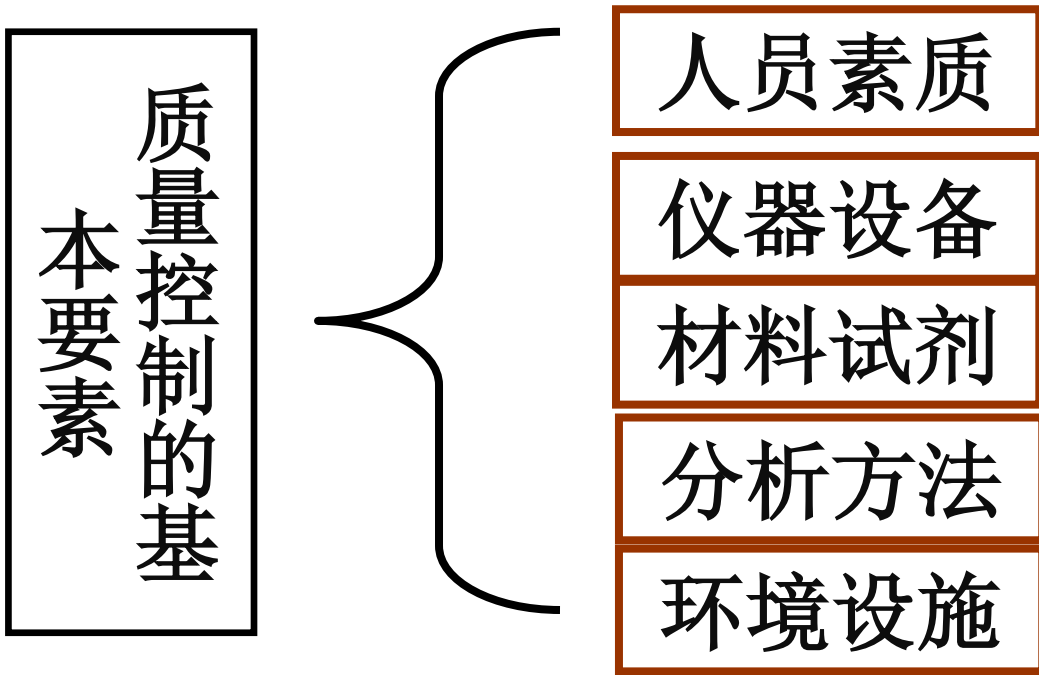 质量控制的基
本要素
人员素质
仪器设备
材料试剂
分析方法
环境设施